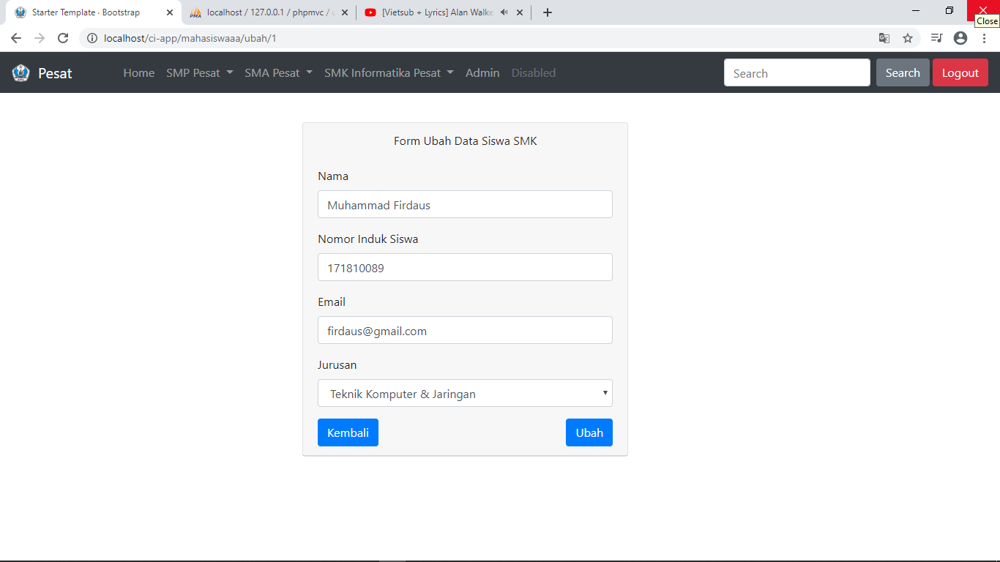 Starter Template · Bootstrap
localhost / 127.0.0.1 / phpmvc / u
[Vietsub + Lyrics] Alan Walke
Close
localhost/ci-app/mahasiswaaa/ubah/1
Pesat Home SMP Pesat SMA Pesat SMK Informatika Pesat Admin Disabled Search Search Logout
Form Ubah Data Siswa SMK
Nama
Muhammad Firdaus
Nomor Induk Siswa
171810089
Email
firdaus@gmail.com
Jurusan
Teknik Komputer & Jaringan
Kembali Ubah